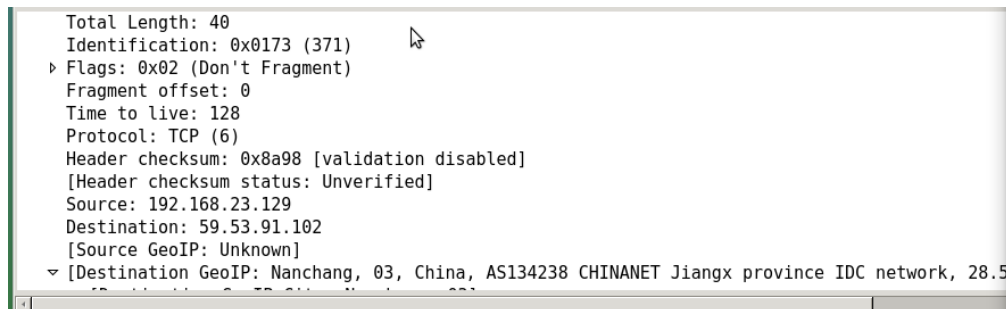 Total Length: 40
Identification: 0x0173 (371)
Flags: 0x02 (Don't Fragment)
Fragment offset: 0
Time to live: 128
Protocol: TCP (6)
Header checksum: 0x8a98 [validation disabled]
[Header checksum status: Unverified]
Source: 192.168.23.129
Destination: 59.53.91.102
[Source GeoIP: Unknown]
[Destination GeoIP: Nanchang, 03, China, AS134238 CHINANET Jiangx province IDC network, 28.5